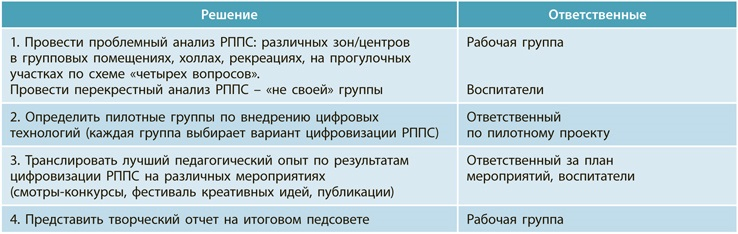 Решение
Ответственные
1. Провести проблемный анализ РППС: различных зон/центров
в групповых помещениях, холлах, рекреациях, на прогулочных
участках по схеме «четырех вопросов».
Провести перекрестный анализ РППС – «не своей» группы
Рабочая группа
Воспитатели
2. Определить пилотные группы по внедрению цифровых
технологий (каждая группа выбирает вариант цифровизации РППС)
Ответственный
по пилотному проекту
3. Транслировать лучший педагогический опыт по результатам
цифровизации РППС на различных мероприятиях
(смотры-конкурсы, фестиваль креативных идей, публикации)
Ответственный за план
мероприятий, воспитатели
4. Представить творческий отчет на итоговом педсовете
Рабочая группа